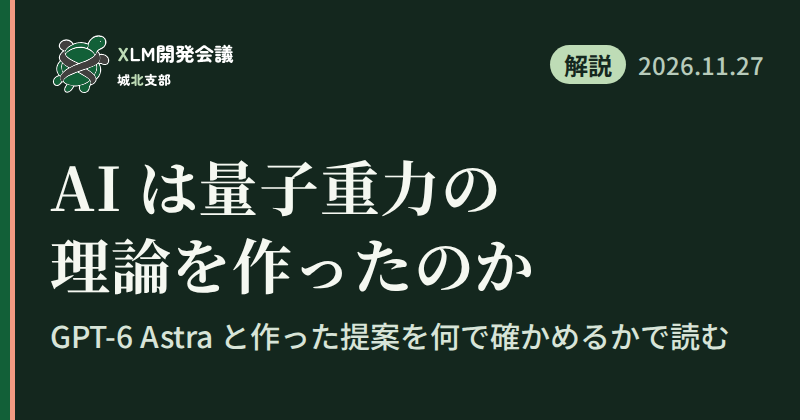 XLM開発会議
城北支部
解説 2026.11.27
AI は量子重力の
理論を作ったのか
GPT-6 Astra と作った提案を何で確かめるかで読む